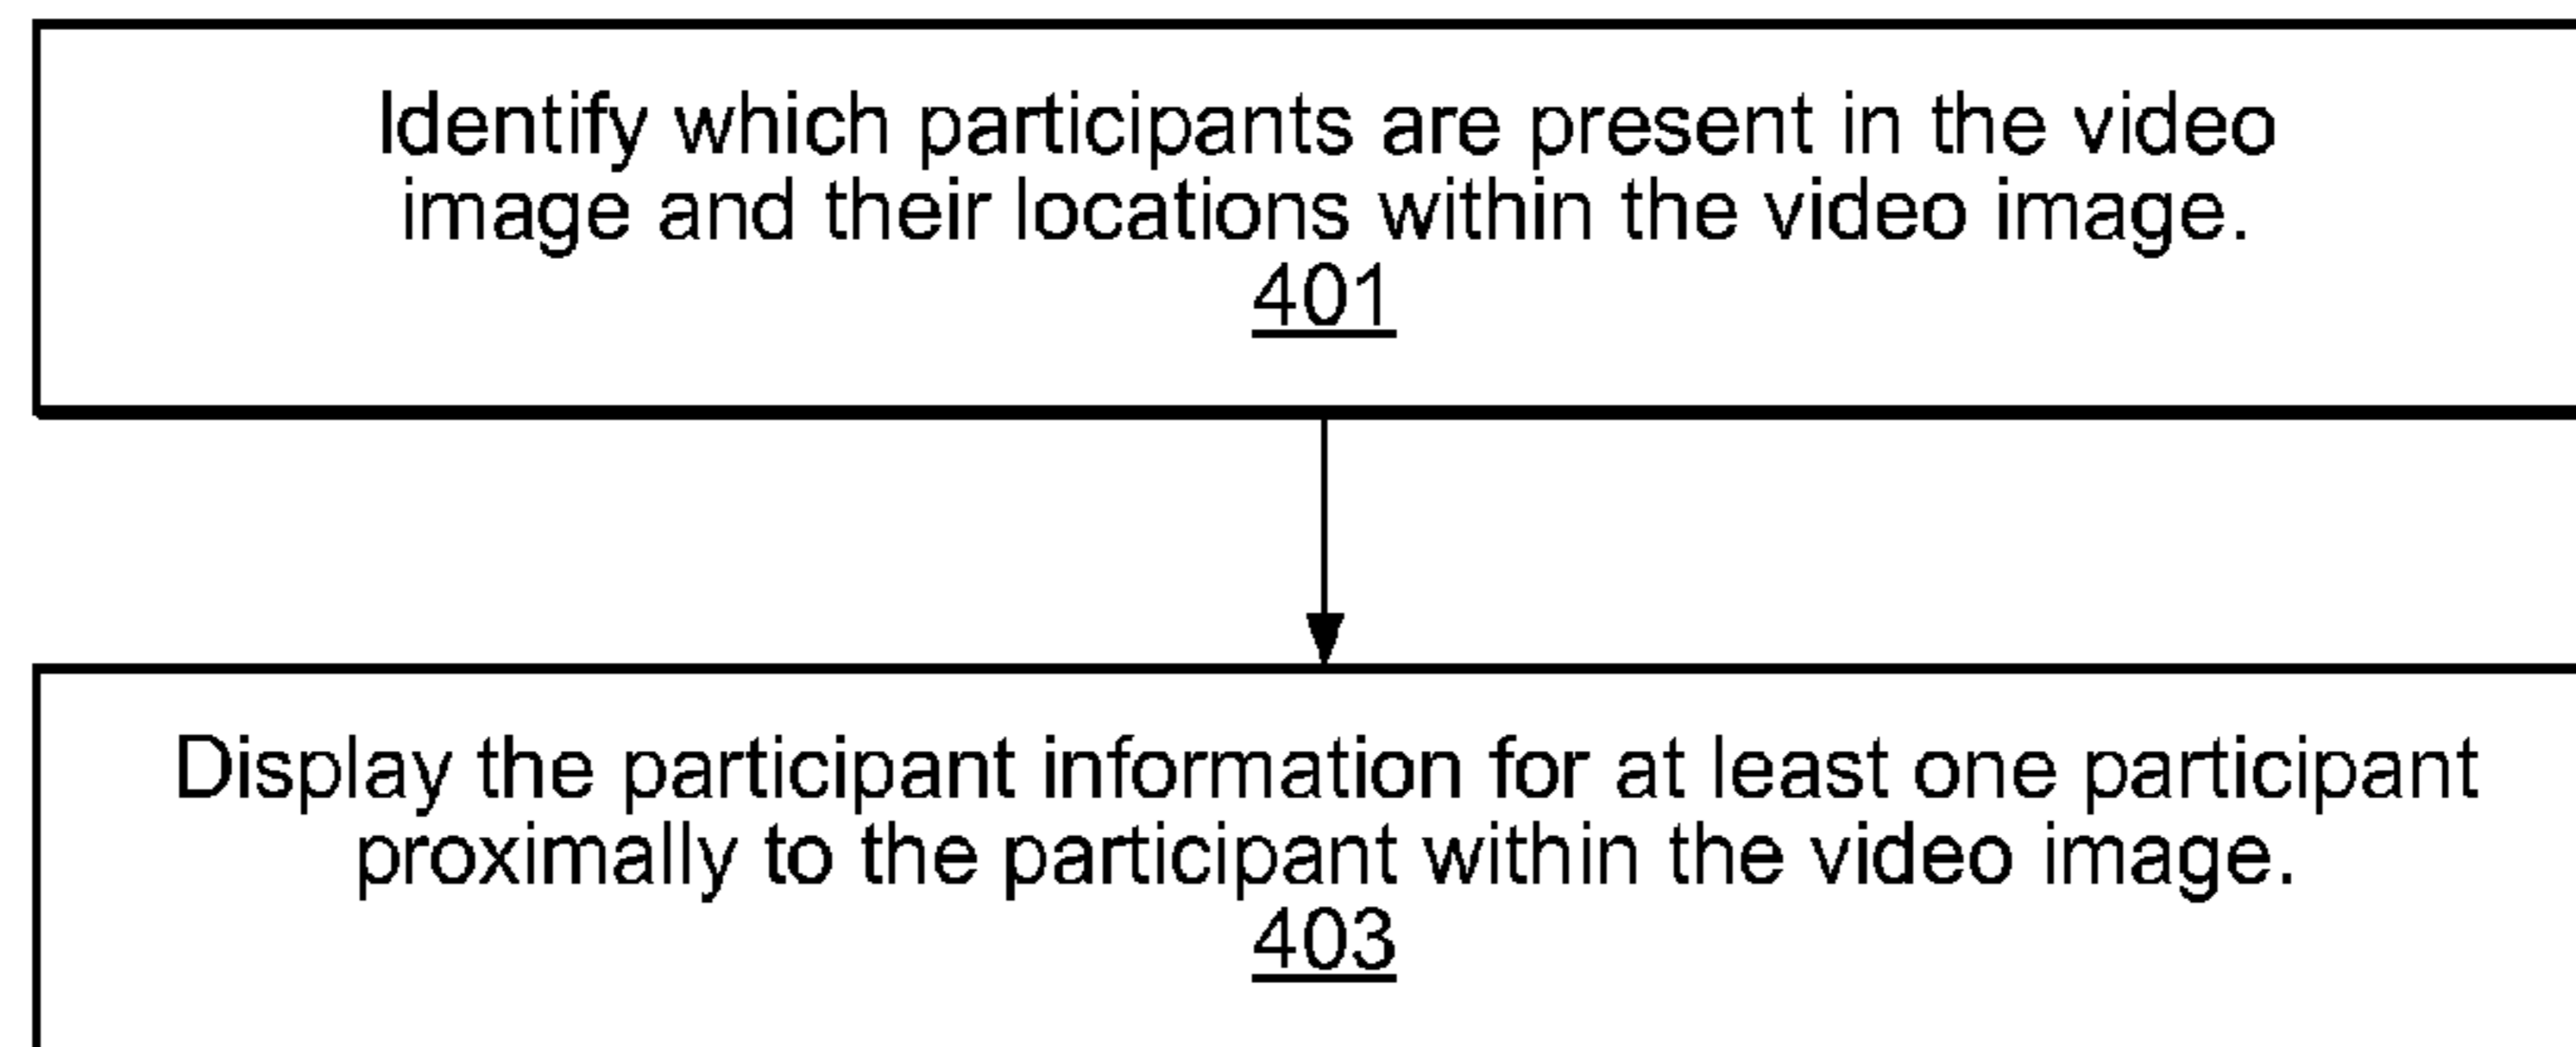 Identify which participants are present in the video
image and their locations within the video image.
401
Display the participant information for at least one participant
proximally to the participant within the video image.
403